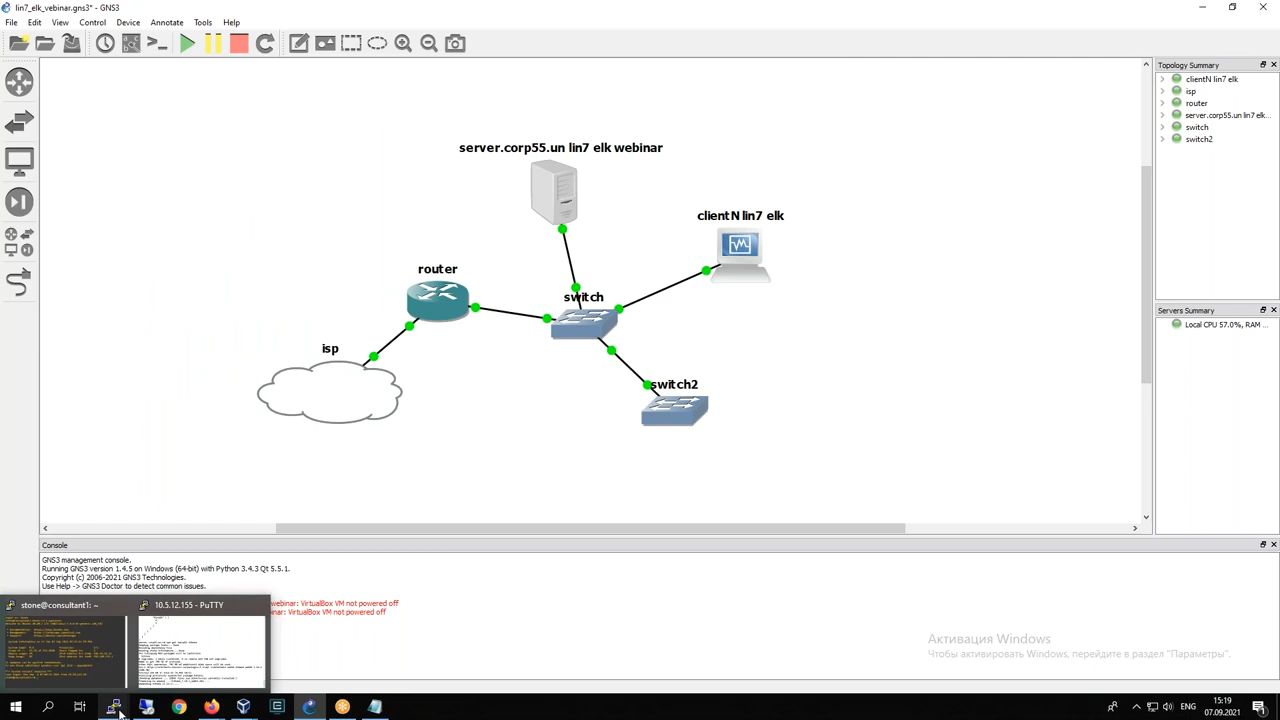 lin7_elk_vebinar.gns3* - GNS3
File Edit View Control Device Annotate Tools Help
Topology Summary
clientN lin7 elk
isp
router
server.corp55.un lin7 elk...
switch
switch2
server.corp55.un lin7 elk webinar
clientN lin7 elk
router
switch
isp
switch2
Servers Summary
Local CPU 57.0%, RAM ...
Console
GNS3 management console.
Running GNS3 version 1.4.5 on Windows (64-bit) with Python 3.4.3 Qt 5.5.1.
Copyright (c) 2006-2021 GNS3 Technologies.
Use Help -> GNS3 Doctor to detect common issues.
webinar: VirtualBox VM not powered off
inar: VirtualBox VM not powered off
stone@consultant1: ~
10.5.12.155 - PuTTY
Активация Windows
Чтобы активировать Windows, перейдите в раздел "Параметры".
ENG
15:19
07.09.2021